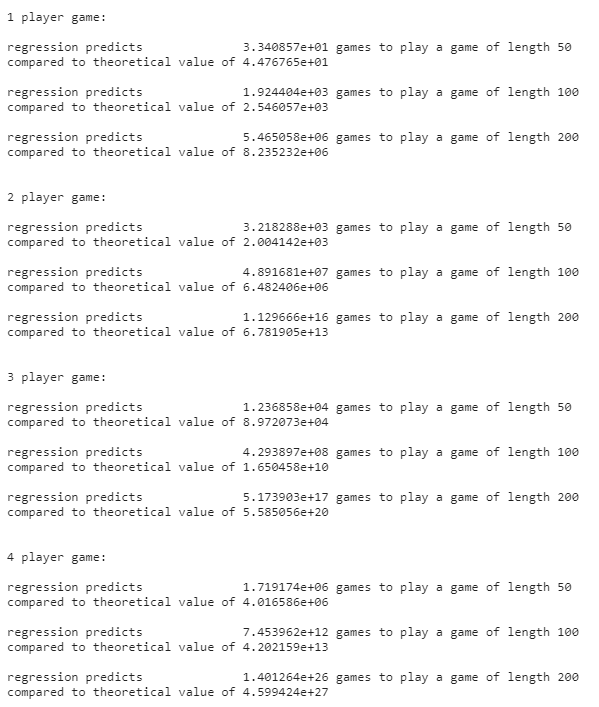 1 player game:
regression predicts 3.340857e+01 games to play a game of length 50
compared to theoretical value of 4.476765e+01
regression predicts 1.924404e+03 games to play a game of length 100
compared to theoretical value of 2.546057e+03
regression predicts 5.465058e+06 games to play a game of length 200
compared to theoretical value of 8.235232e+06
2 player game:
regression predicts 3.218288e+03 games to play a game of length 50
compared to theoretical value of 2.004142e+03
regression predicts 4.891681e+07 games to play a game of length 100
compared to theoretical value of 6.482406e+06
regression predicts 1.129666e+16 games to play a game of length 200
compared to theoretical value of 6.781905e+13
3 player game:
regression predicts 1.236858e+04 games to play a game of length 50
compared to theoretical value of 8.972073e+04
regression predicts 4.293897e+08 games to play a game of length 100
compared to theoretical value of 1.650458e+10
regression predicts 5.173903e+17 games to play a game of length 200
compared to theoretical value of 5.585056e+20
4 player game:
regression predicts 1.719174e+06 games to play a game of length 50
compared to theoretical value of 4.016586e+06
regression predicts 7.453962e+12 games to play a game of length 100
compared to theoretical value of 4.202159e+13
regression predicts 1.401264e+26 games to play a game of length 200
compared to theoretical value of 4.599424e+27